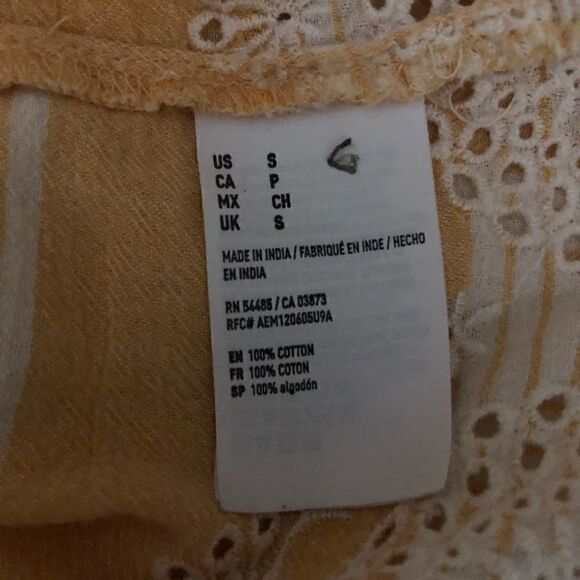 US S
CA P
MX CH
UK S
MADE IN INDIA / FABRIQUÉ EN INDE / HECHO
EN INDIA
RN 54485 / CA 03873
RFC# AEM120605U9A
EN 100% COTTON
FR 100% COTON
SP 100% algodón